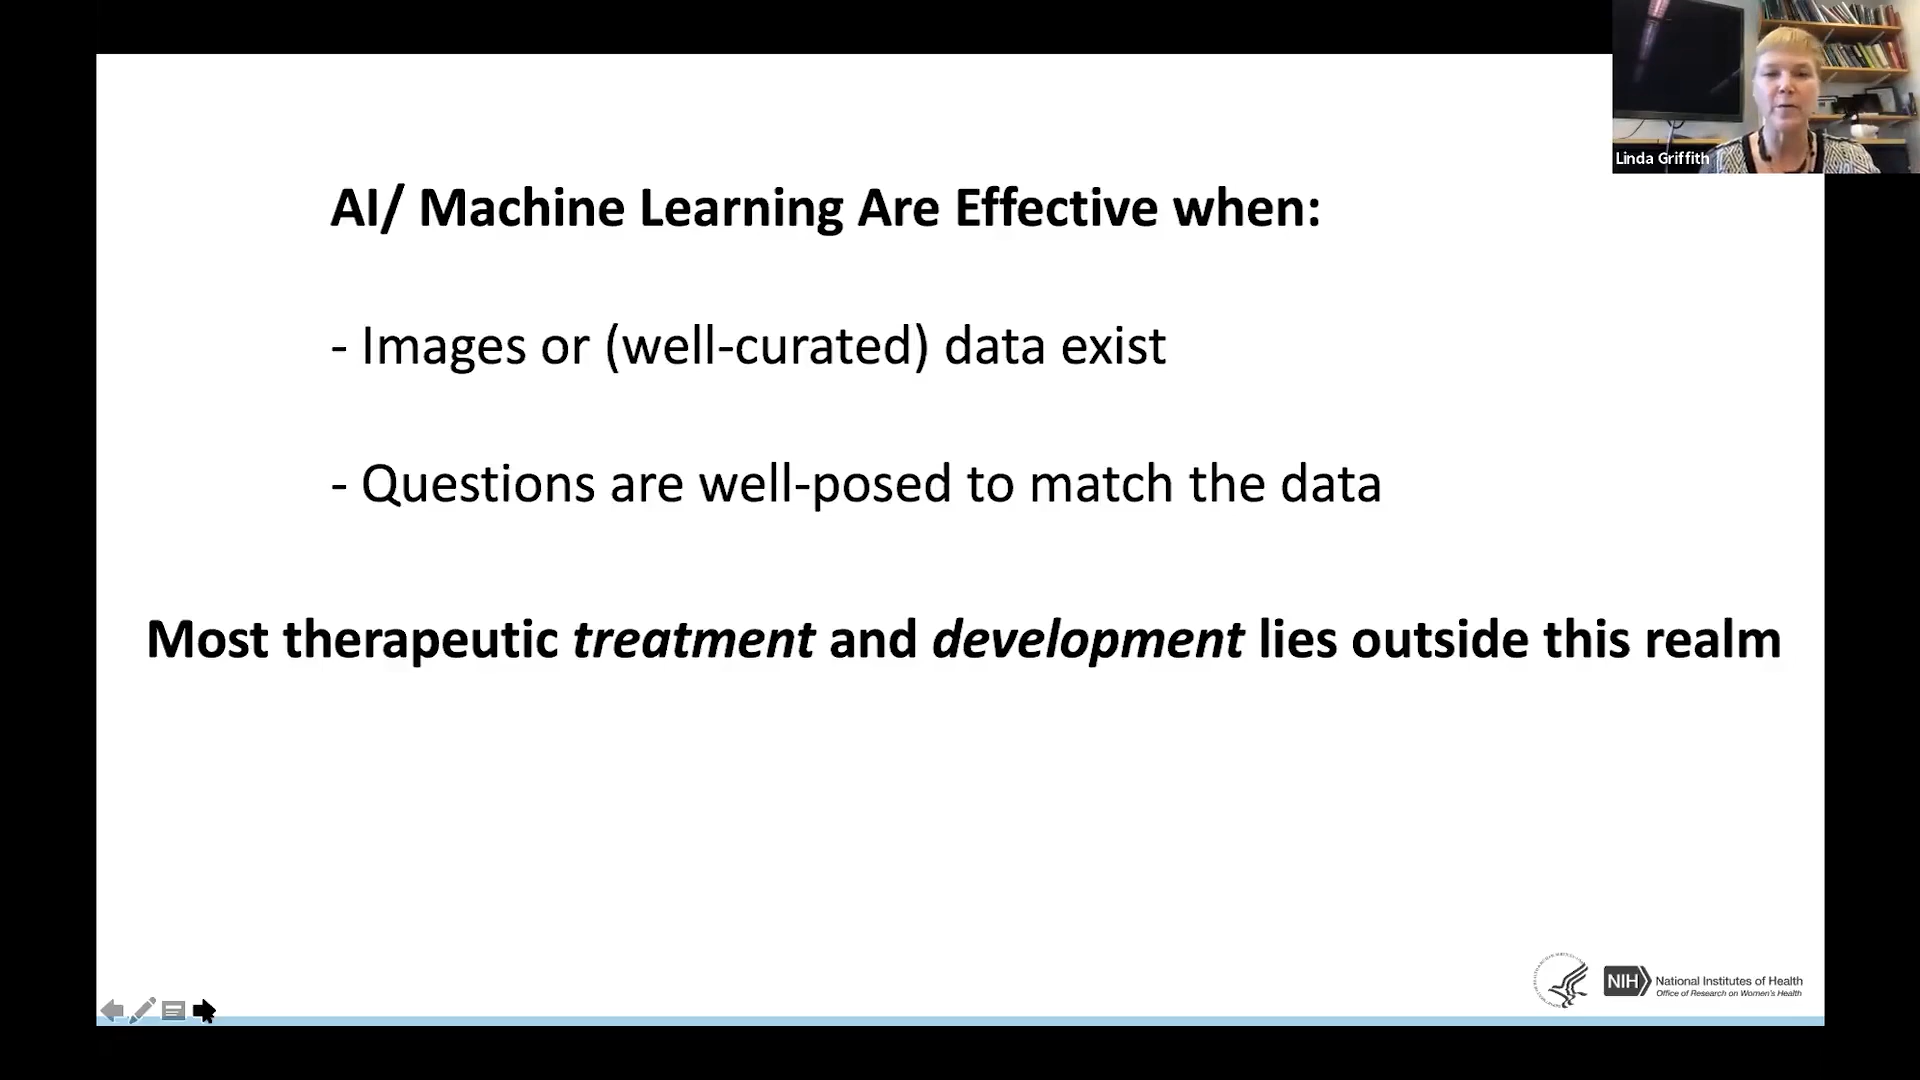 Linda Griffith
AI/ Machine Learning Are Effective when:
- Images or (well-curated) data exist
- Questions are well-posed to match the data
Most therapeutic treatment and development lies outside this realm
NIH
National Institutes of Health
Office of Research on Women's Health